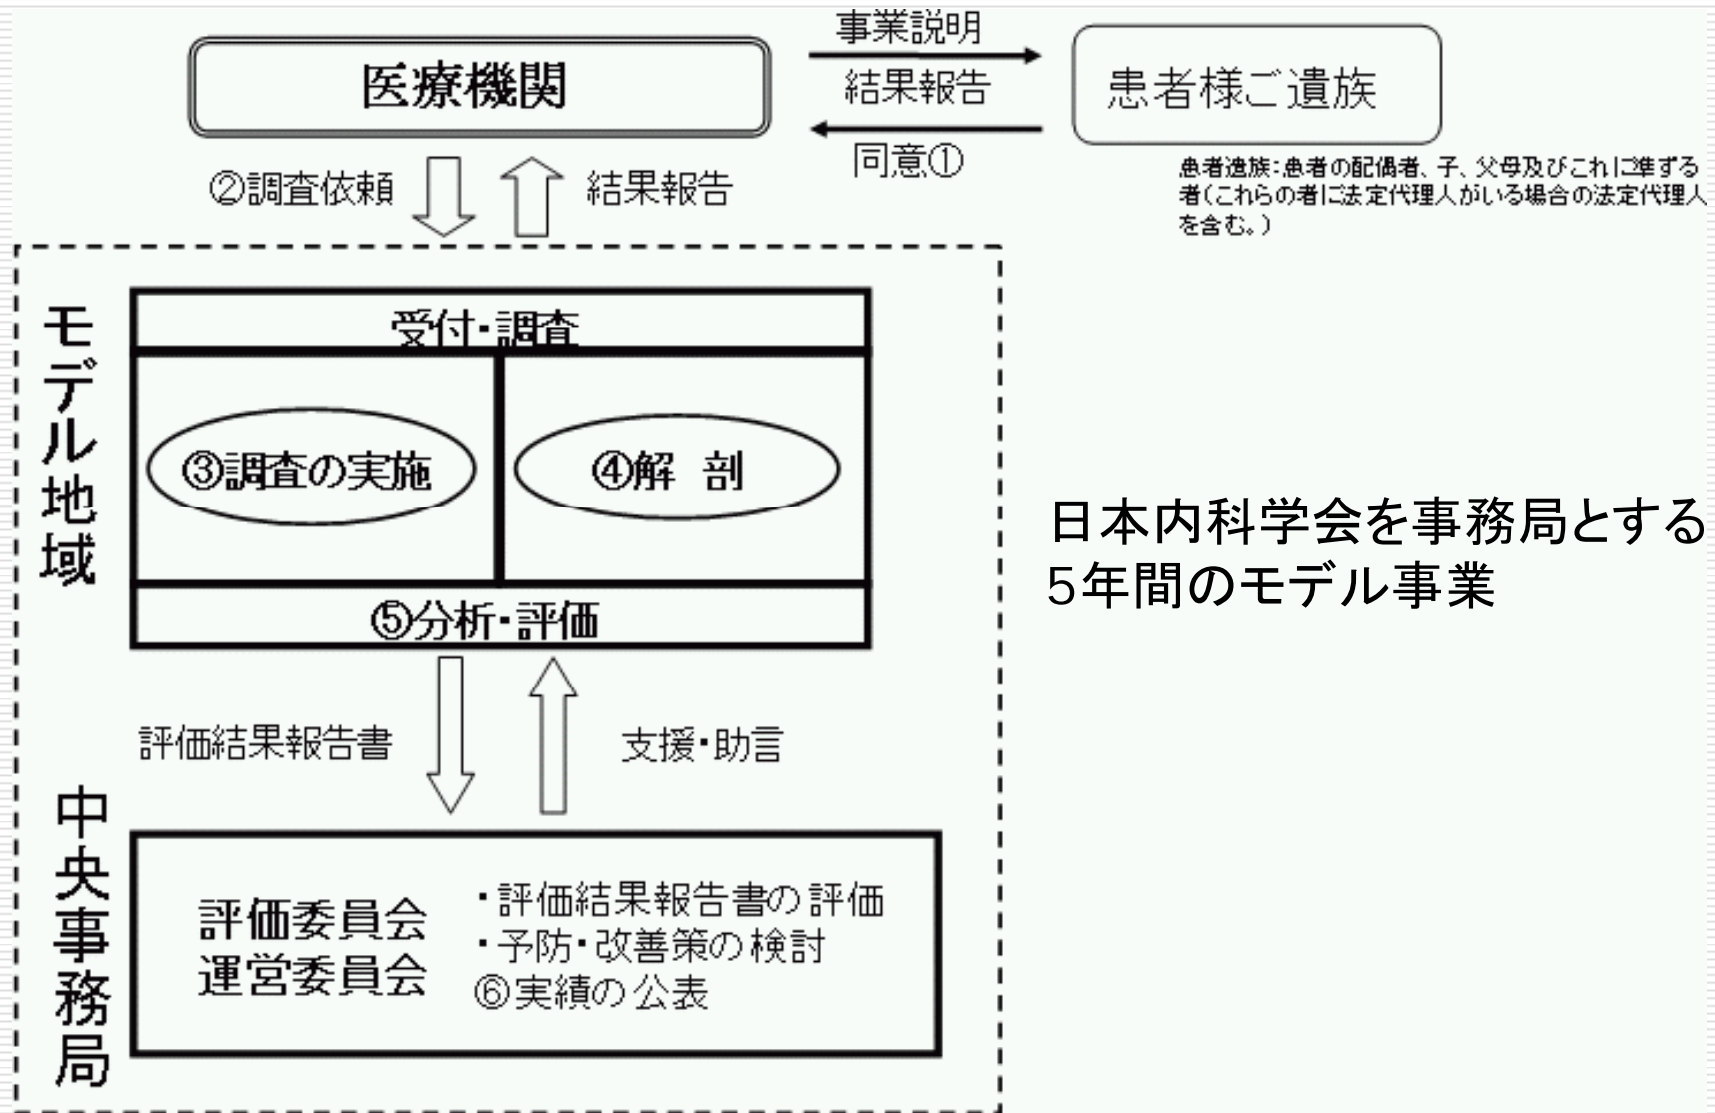 事業説明
医療機関
結果報告
患者様ご遺族
同意①
患者遺族:患者の配偶者、子、父母及びこれに準ずる
者(これらの者に法定代理人がいる場合の法定代理人
を含む。)
②調査依頼
結果報告
モデル地域
受付・調査
③調査の実施
④解 剖
⑤分析・評価
日本内科学会を事務局とする
5年間のモデル事業
評価結果報告書
支援・助言
中央事務局
評価委員会
運営委員会
・評価結果報告書の評価
・予防・改善策の検討
⑥実績の公表